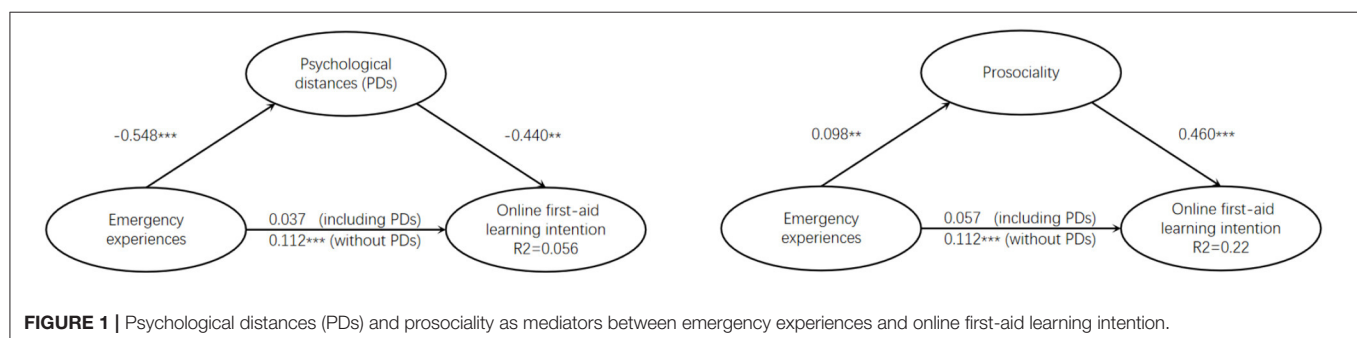 Psychological
distances (PDs)
-0.548***
-0.440**
Emergency
experiences
0.037 (including PDs)
0.112*** (without PDs)
Online first-aid
learning intention
R2=0.056
Prosociality
0.098**
0.460***
Emergency
experiences
0.057 (including PDs)
0.112*** (without PDs)
Online first-aid
learning intention
R2=0.22
FIGURE 1 | Psychological distances (PDs) and prosociality as mediators between emergency experiences and online first-aid learning intention.